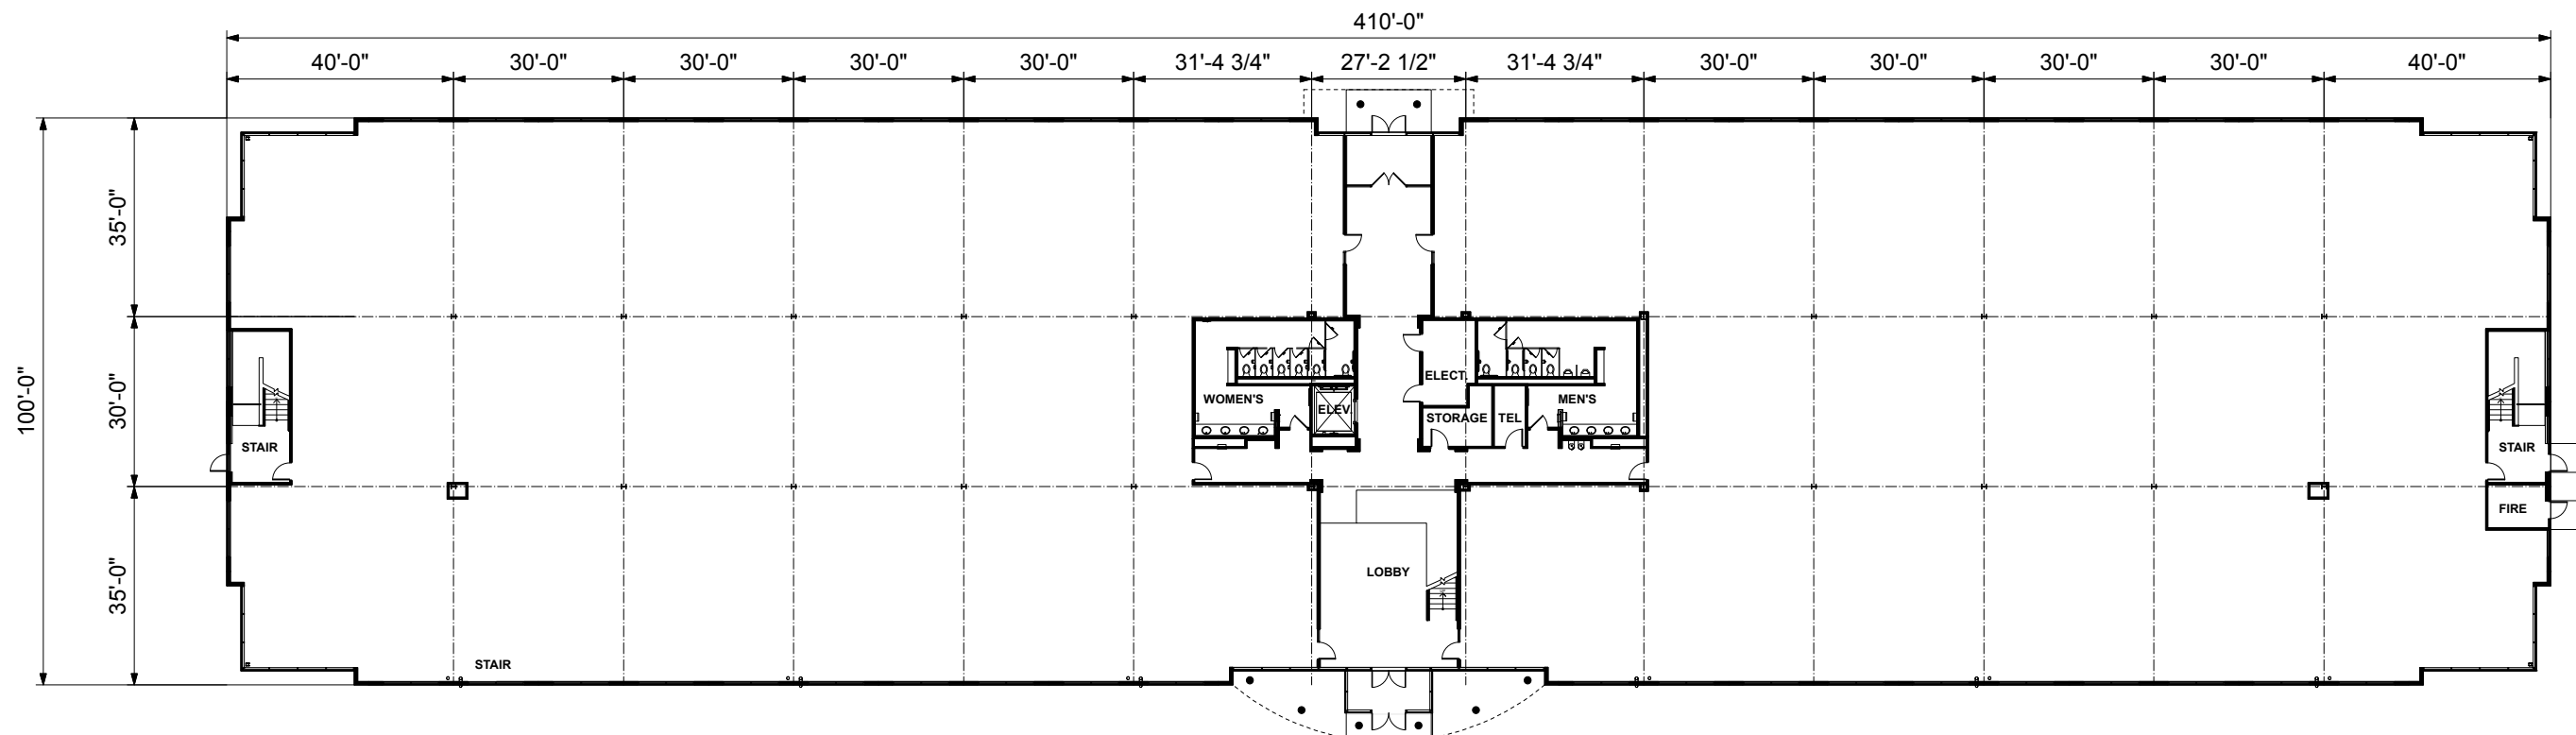 410'-0"
40'-0" 30'-0" 30'-0" 30'-0" 30'-0" 31'-4 3/4" 27'-2 1/2" 31'-4 3/4" 30'-0" 30'-0" 30'-0" 30'-0" 40'-0"
35'-0"
30'-0"
35'-0"
100'-0"
WOMEN'S
ELEV.
ELECT.
STORAGE
TEL
MEN'S
STAIR
STAIR
FIRE
LOBBY
STAIR